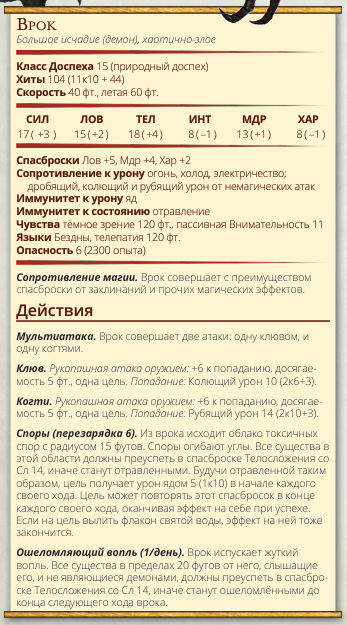 Врок
Большое исчадие (демон), хаотично-злое
Класс Доспеха 15 (природный доспех)
Хиты 104 (11к10 + 44)
Скорость 40 фт., летая 60 фт.
СИЛ ЛОВ ТЕЛ ИНТ МДР ХАР
17 ( +3 ) 15 ( +2 ) 18 ( +4 ) 8 ( −1 ) 13 ( +1 ) 8 ( −1 )
Спасброски Лов +5, Мдр +4, Хар +2
Сопротивление к урону огонь, холод, электричество;
дробящий, колющий и рубящий урон от немагических атак
Иммунитет к урону яд
Иммунитет к состоянию отравление
Чувства тёмное зрение 120 фт., пассивная Внимательность 11
Языки Бездны, телепатия 120 фт.
Опасность 6 (2300 опыта)
Сопротивление магии. Врок совершает с преимуществом
спасброски от заклинаний и прочих магических эффектов.
Действия
Мультиатака. Врок совершает две атаки: одну клювом, и
одну когтями.
Клюв. Рукопашная атака оружием: +6 к попаданию, досягае-
мость 5 фт., одна цель. Попадание: Колющий урон 10 (2к6+3).
Когти. Рукопашная атака оружием: +6 к попаданию, досягае-
мость 5 фт., одна цель. Попадание: Рубящий урон 14 (2к10+3).
Споры (перезарядка 6). Из врока исходит облако токсичных
спор с радиусом 15 футов. Споры огибают углы. Все существа в
этой области должны преуспеть в спасброске Телосложения со
Сл 14, иначе станут отравленными. Будучи отравленной таким
образом, цель получает урон ядом 5 (1к10) в начале каждого
своего хода. Цель может повторять этот спасбросок в конце
каждого своего хода, оканчивая эффект на себе при успехе.
Если на цель вылить флакон святой воды, эффект на ней тоже
закончится.
Ошеломляющий вопль (1/день). Врок испускает жуткий
вопль. Все существа в пределах 20 футов от него, слышащие
его, и не являющиеся демонами, должны преуспеть в спасбро-
ске Телосложения со Сл 14, иначе станут ошеломлёнными до
конца следующего хода врока.